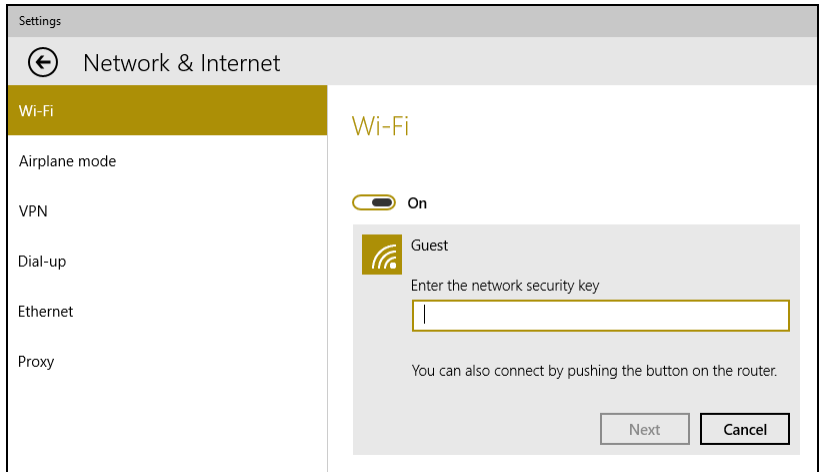 Settings
Network & Internet
Wi-Fi
Airplane mode
VPN
Dial-up
Ethernet
Proxy
Wi-Fi
On
Guest
Enter the network security key
You can also connect by pushing the button on the router.
Next
Cancel